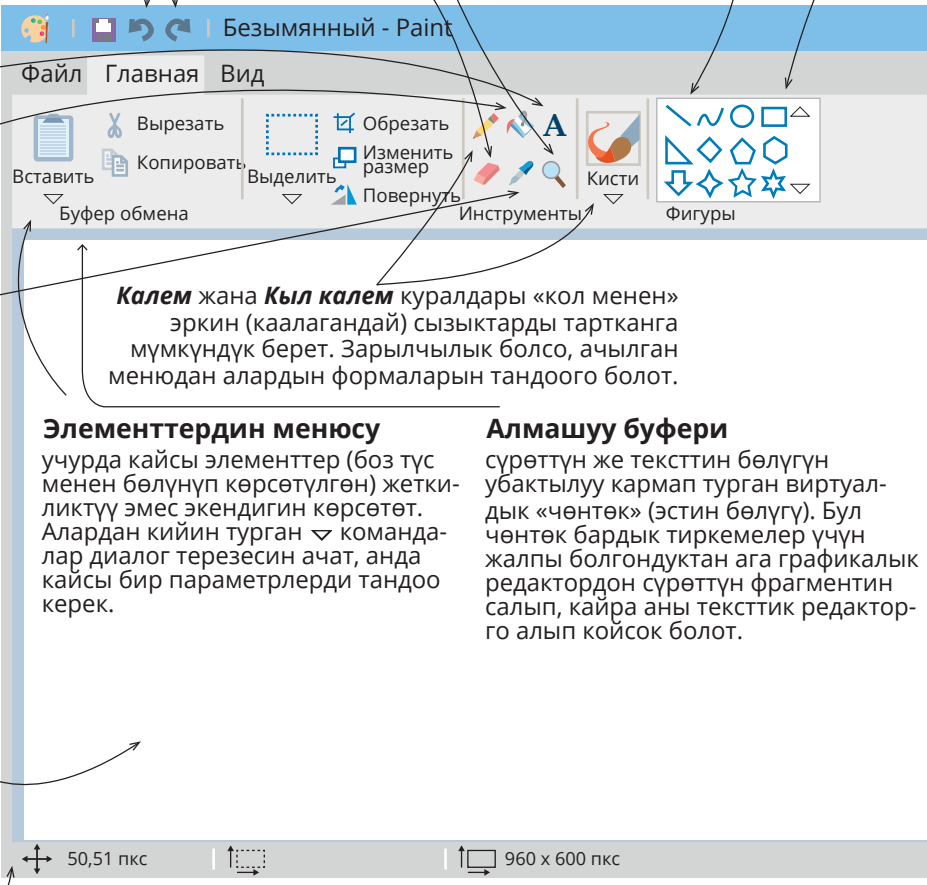 Безымянный - Paint
Файл Главная Вид
Вставить
Вырезать
Копировать
Буфер обмена
Выделить
Обрезать
Изменить
размер
Повернуть
A
Инструменты
Кисти
Фигуры
Калем жана Кыл калем куралдары «кол менен»
эркин (каалагандай) сызыктарды тартканга
мүмкүндүк берет. Зарылчылык болсо, ачылган
менюдан алардын формаларын тандоого болот.
Элементтердин менюсу
учурда кайсы элементтер (боз түс
менен бөлүнүп көрсөтүлгөн) жетки-
ликтүү эмес экендигин көрсөтөт.
Алардан кийин турган команда-
лар диалог терезесин ачат, анда
кайсы бир параметрлерди тандоо
керек.
Алмашуу буфери
сүрөттүн же тексттин бөлүгүн
убактылуу кармап турган виртуал-
дык «чөнтөк» (эстин бөлүгү). Бул
чөнтөк бардык тиркемелер үчүн
жалпы болгондуктан ага графикалык
редактордон сүрөттүн фрагментин
салып, кайра аны тексттик редактор-
го алып койсок болот.
50,51 пкс
960 x 600 пкс